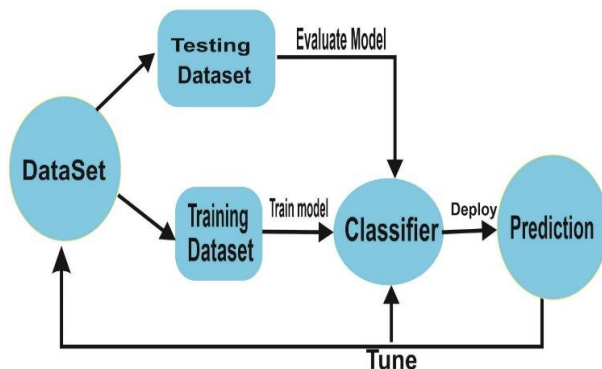 Testing
Dataset
Evaluate Model
DataSet
Training
Dataset
Train model
Classifier
Deploy
Prediction
Tune